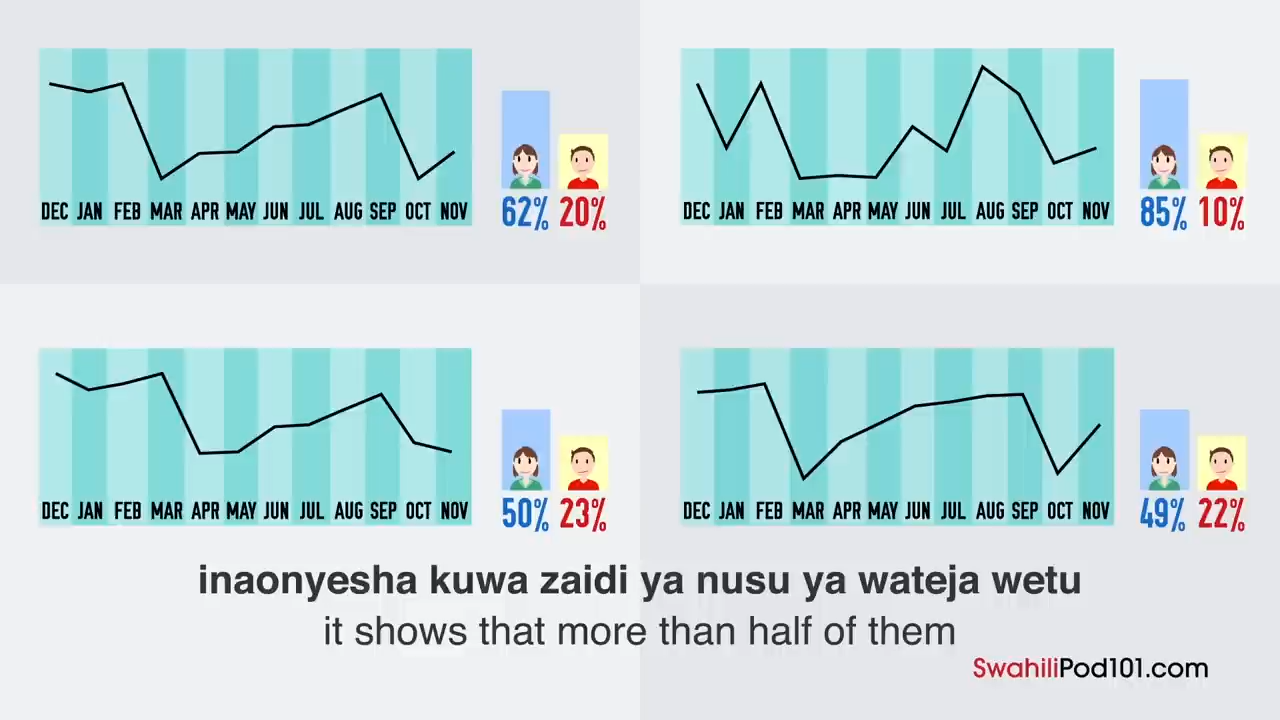 DEC JAN FEB MAR APR MAY JUN JUL AUG SEP OCT NOV
62% 20%
DEC JAN FEB MAR APR MAY JUN JUL AUG SEP OCT NOV
85% 10%
DEC JAN FEB MAR APR MAY JUN JUL AUG SEP OCT NOV
50% 23%
DEC JAN FEB MAR APR MAY JUN JUL AUG SEP OCT NOV
49% 22%
inaonyesha kuwa zaidi ya nusu ya wateja wetu
it shows that more than half of them
SwahiliPod101.com